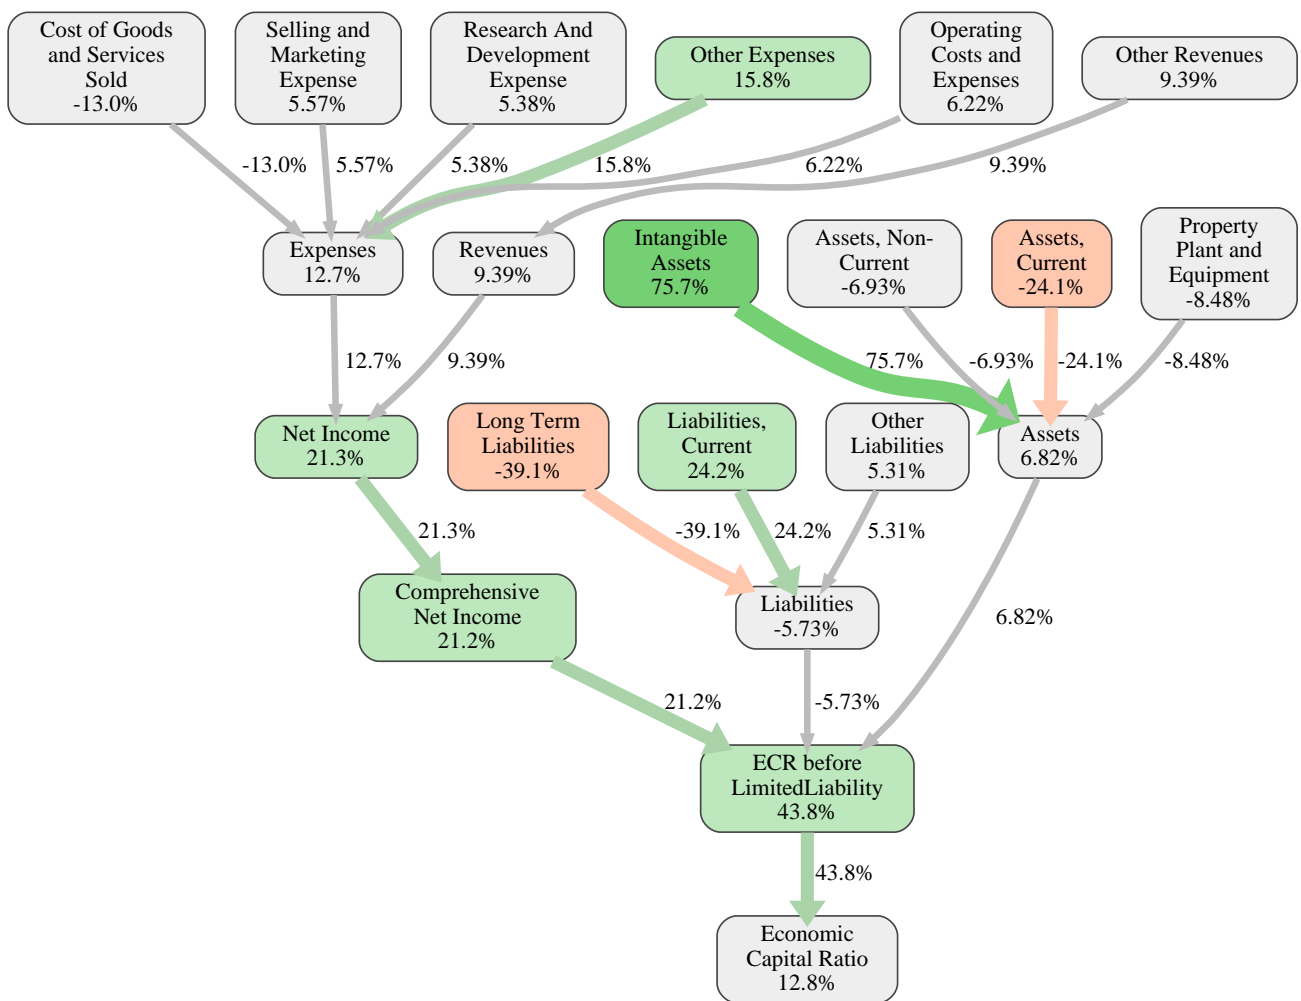 Cost of Goods
and Services
Sold
-13.0%
Selling and
Marketing
Expense
5.57%
Research And
Development
Expense
5.38%
Other Expenses
15.8%
Operating
Costs and
Expenses
6.22%
Other Revenues
9.39%
-13.0%
5.57%
5.38%
15.8%
6.22%
9.39%
Expenses
12.7%
Revenues
9.39%
Intangible
Assets
75.7%
Assets, Non-
Current
-6.93%
Assets,
Current
-24.1%
Property
Plant and
Equipment
-8.48%
12.7%
9.39%
75.7%
-6.93%
-24.1%
-8.48%
Net Income
21.3%
Long Term
Liabilities
-39.1%
Liabilities,
Current
24.2%
Other
Liabilities
5.31%
Assets
6.82%
21.3%
-39.1%
24.2%
5.31%
Comprehensive
Net Income
21.2%
Liabilities
-5.73%
6.82%
21.2%
-5.73%
ECR before
LimitedLiability
43.8%
43.8%
Economic
Capital Ratio
12.8%